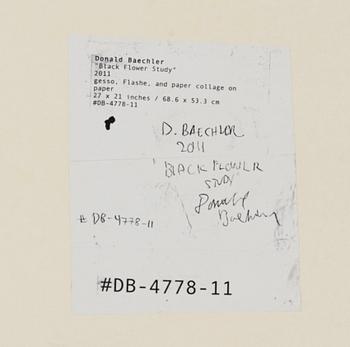 Donald Baechler
"Black Flower Study"
2011
gesso, Flashe, and paper collage on
paper
27 x 21 inches / 68.6 x 53.3 cm
#DB-4778-11
D. BAECHLER
2011
"BLACK FLOWER
STUDY"
Donald
Baechler
# DB-4778-11
#DB-4778-11